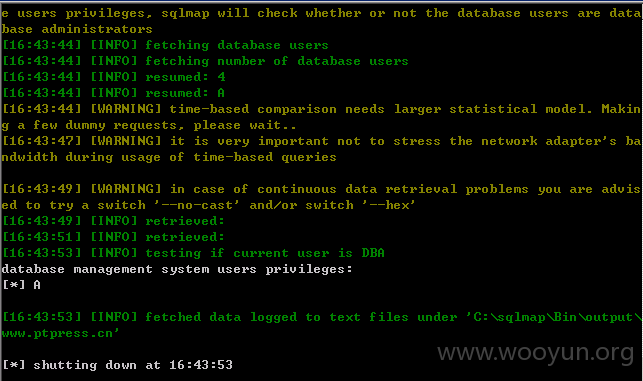 e users privileges, sqlmap will check whether or not the database users are data
base administrators
[16:43:44] [INFO] fetching database users
[16:43:44] [INFO] fetching number of database users
[16:43:44] [INFO] resumed: 4
[16:43:44] [INFO] resumed: A
[16:43:44] [WARNING] time-based comparison needs larger statistical model. Makin
g a few dummy requests, please wait..
[16:43:47] [WARNING] it is very important not to stress the network adapter's ba
ndwidth during usage of time-based queries
[16:43:49] [WARNING] in case of continuous data retrieval problems you are advis
ed to try a switch '--no-cast' and/or switch '--hex'
[16:43:49] [INFO] retrieved:
[16:43:51] [INFO] retrieved:
[16:43:53] [INFO] testing if current user is DBA
database management system users privileges:
[*] A
[16:43:53] [INFO] fetched data logged to text files under 'C:\sqlmap\Bin\output\
www.ptpress.cn'
www.wooyun.org
[*] shutting down at 16:43:53